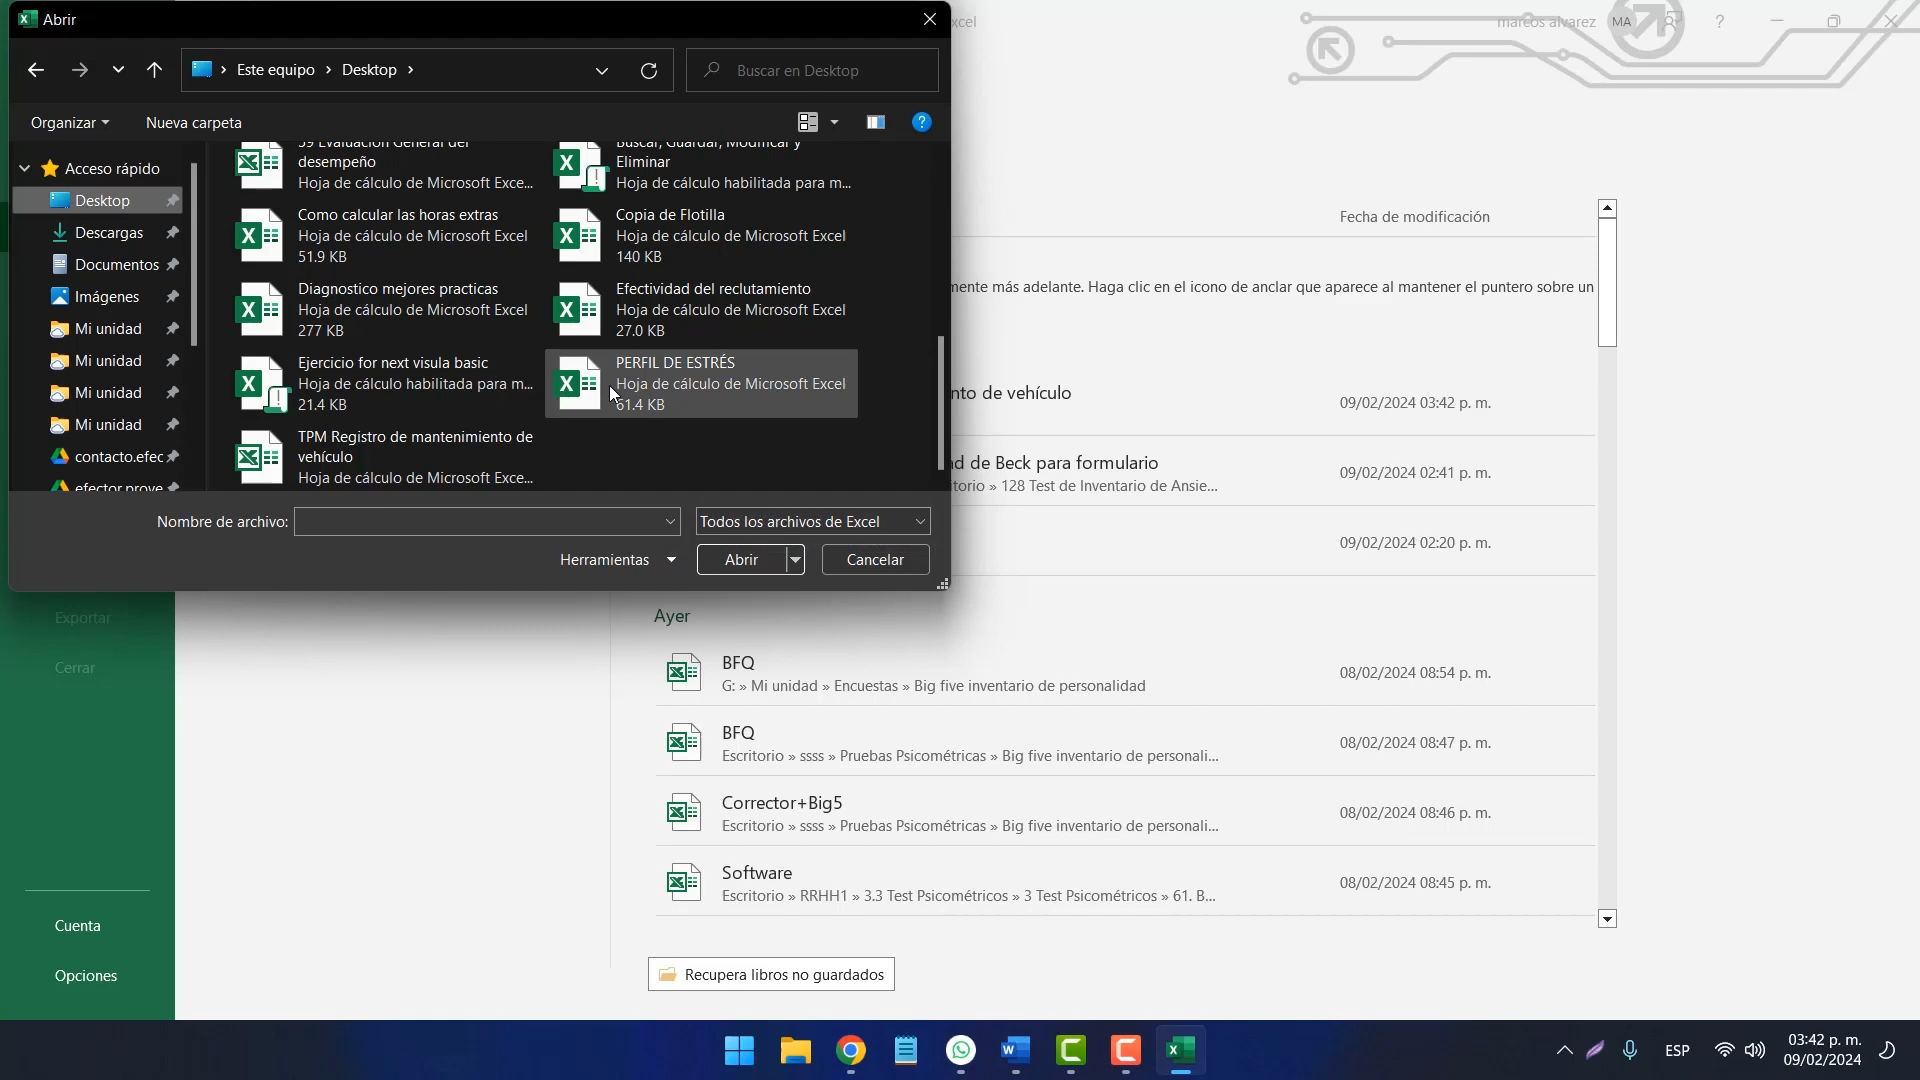 Abrir
xcel
marcos alvarez
MA
?
Este equipo > Desktop >
Buscar en Desktop
Organizar
Nueva carpeta
?
Acceso rápido
Desktop
Descargas
Documentos
Imágenes
Mi unidad
Mi unidad
Mi unidad
Mi unidad
contacto.efec
efector.prove
39 Evaluación General del
desempeño
Hoja de cálculo de Microsoft Exce...
Buscar, Guardar, Modificar y
Eliminar
Hoja de cálculo habilitada para m...
Como calcular las horas extras
Hoja de cálculo de Microsoft Excel
51.9 KB
Copia de Flotilla
Hoja de cálculo de Microsoft Excel
140 KB
Diagnostico mejores practicas
Hoja de cálculo de Microsoft Excel
277 KB
Efectividad del reclutamiento
Hoja de cálculo de Microsoft Excel
27.0 KB
Ejercicio for next visula basic
Hoja de cálculo habilitada para m...
21.4 KB
PERFIL DE ESTRÉS
Hoja de cálculo de Microsoft Excel
61.4 KB
TPM Registro de mantenimiento de
vehículo
Hoja de cálculo de Microsoft Exce...
Nombre de archivo:
Todos los archivos de Excel
Herramientas
Abrir
Cancelar
Fecha de modificación
mente más adelante. Haga clic en el icono de anclar que aparece al mantener el puntero sobre un
nto de vehículo
09/02/2024 03:42 p. m.
d de Beck para formulario
itorio » 128 Test de Inventario de Ansie...
09/02/2024 02:41 p. m.
09/02/2024 02:20 p. m.
Exportar
Cerrar
Cuenta
Opciones
Ayer
BFQ
G: » Mi unidad » Encuestas » Big five inventario de personalidad
08/02/2024 08:54 p. m.
BFQ
Escritorio » ssss » Pruebas Psicométricas » Big five inventario de personali...
08/02/2024 08:47 p. m.
Corrector+Big5
Escritorio » ssss » Pruebas Psicométricas » Big five inventario de personali...
08/02/2024 08:46 p. m.
Software
Escritorio » RRHH1 » 3.3 Test Psicométricos » 3 Test Psicométricos » 61. B...
08/02/2024 08:45 p. m.
Recupera libros no guardados
ESP
03:42 p. m.
09/02/2024